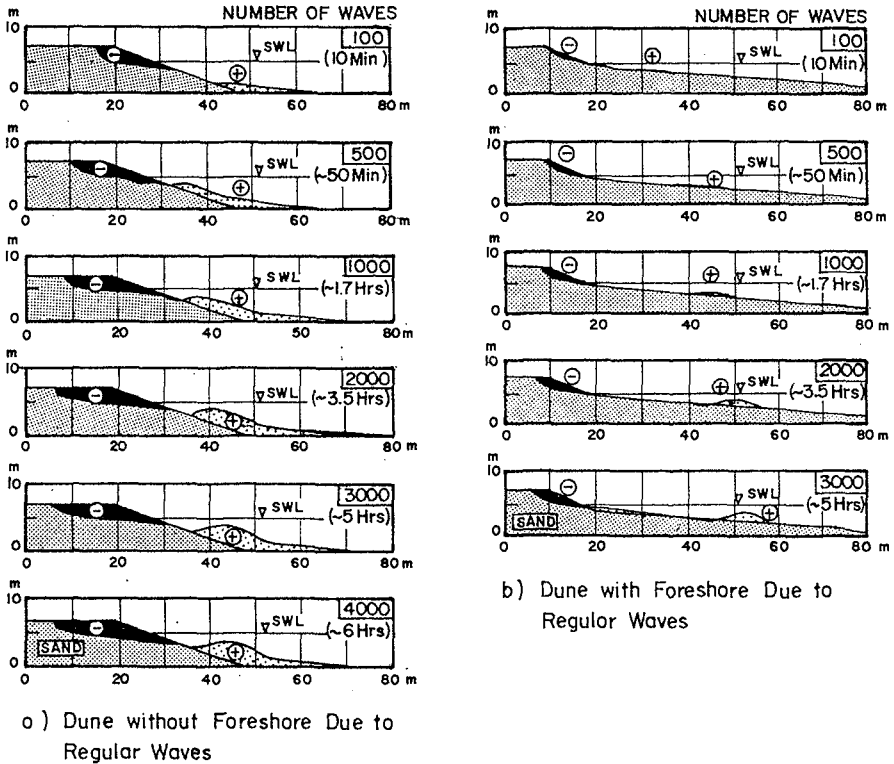 NUMBER OF WAVES
m
10
0
⊖
⊕
SWL
100
(10 Min)
0 20 40 60 80 m
m
10
0
⊖
⊕
SWL
500
(~50 Min)
0 20 40 60 80 m
m
10
0
⊖
⊕
SWL
1000
(~1.7 Hrs)
0 20 40 60 80 m
m
10
0
⊖
⊕
SWL
2000
(~3.5 Hrs)
0 20 40 60 80 m
m
10
0
⊖
⊕
SWL
3000
(~5 Hrs)
0 20 40 60 80 m
m
10
0
⊖
⊕
SWL
4000
(~6 Hrs)
SAND
0 20 40 60 80 m
a) Dune without Foreshore Due to
Regular Waves
NUMBER OF WAVES
m
10
0
⊖
⊕
SWL
100
(10 Min)
0 20 40 60 80 m
m
10
0
⊖
⊕
SWL
500
(~50 Min)
0 20 40 60 80 m
m
10
0
⊖
⊕
SWL
1000
(~1.7 Hrs)
0 20 40 60 80 m
m
10
0
⊖
⊕
SWL
2000
(~3.5 Hrs)
0 20 40 60 80 m
m
10
0
⊖
⊕
SWL
3000
(~5 Hrs)
SAND
0 20 40 60 80 m
b) Dune with Foreshore Due to
Regular Waves